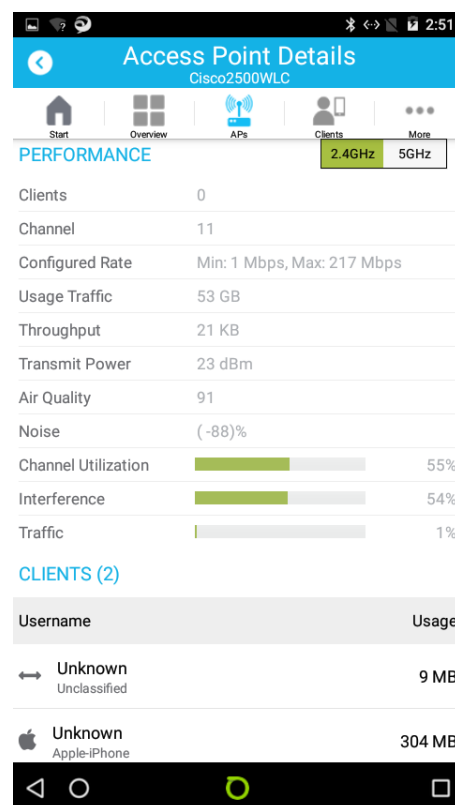 2:51
Access Point Details
Cisco2500WLC
Start Overview APs Clients More
PERFORMANCE 2.4GHz 5GHz
Clients 0
Channel 11
Configured Rate Min: 1 Mbps, Max: 217 Mbps
Usage Traffic 53 GB
Throughput 21 KB
Transmit Power 23 dBm
Air Quality 91
Noise ( -88)%
Channel Utilization 55%
Interference 54%
Traffic 1%
CLIENTS (2)
Username Usage
Unknown 9 MB
Unclassified
Unknown 304 MB
Apple-iPhone